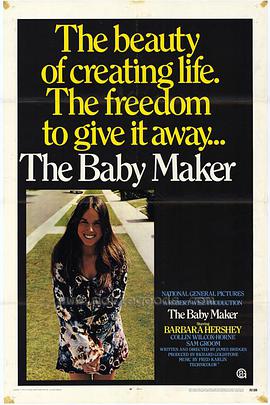 The beauty
of creating life.
The freedom
to give it away...
The Baby Maker
NATIONAL GENERAL PICTURES
The Baby Maker
Starring
BARBARA HERSHEY
COLLIN WILCOX-HORNE
SAM GROOM
WRITTEN AND DIRECTED BY JAMES BRIDGES
PRODUCED BY RICHARD GOLDSTONE
MUSIC BY FRED KARLIN
TECHNICOLOR